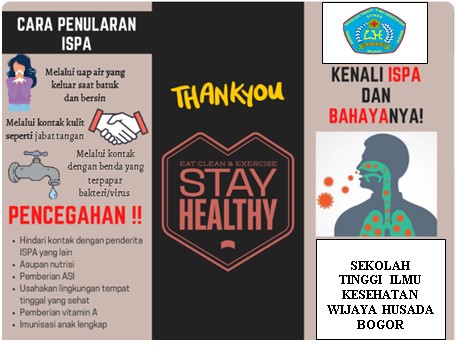 CARA PENULARAN
ISPA
Melalui uap air yang
keluar saat batuk
dan bersin
Melalui kontak kulit
seperti jabat tangan
Melalui kontak
dengan benda yang
terpapar
bakteri/virus
PENCEGAHAN !!
Hindari kontak dengan penderita
ISPA yang lain
Asupan nutrisi
Pemberian ASI
Usahakan lingkungan tempat
tinggal yang sehat
Pemberian vitamin A
Imunisasi anak lengkap
THANKYOU
EAT CLEAN & EXERCISE
STAY
HEALTHY
KENALI ISPA
DAN
BAHAYANYA!
SEKOLAH
TINGGI ILMU
KESEHATAN
WIJAYA HUSADA
BOGOR